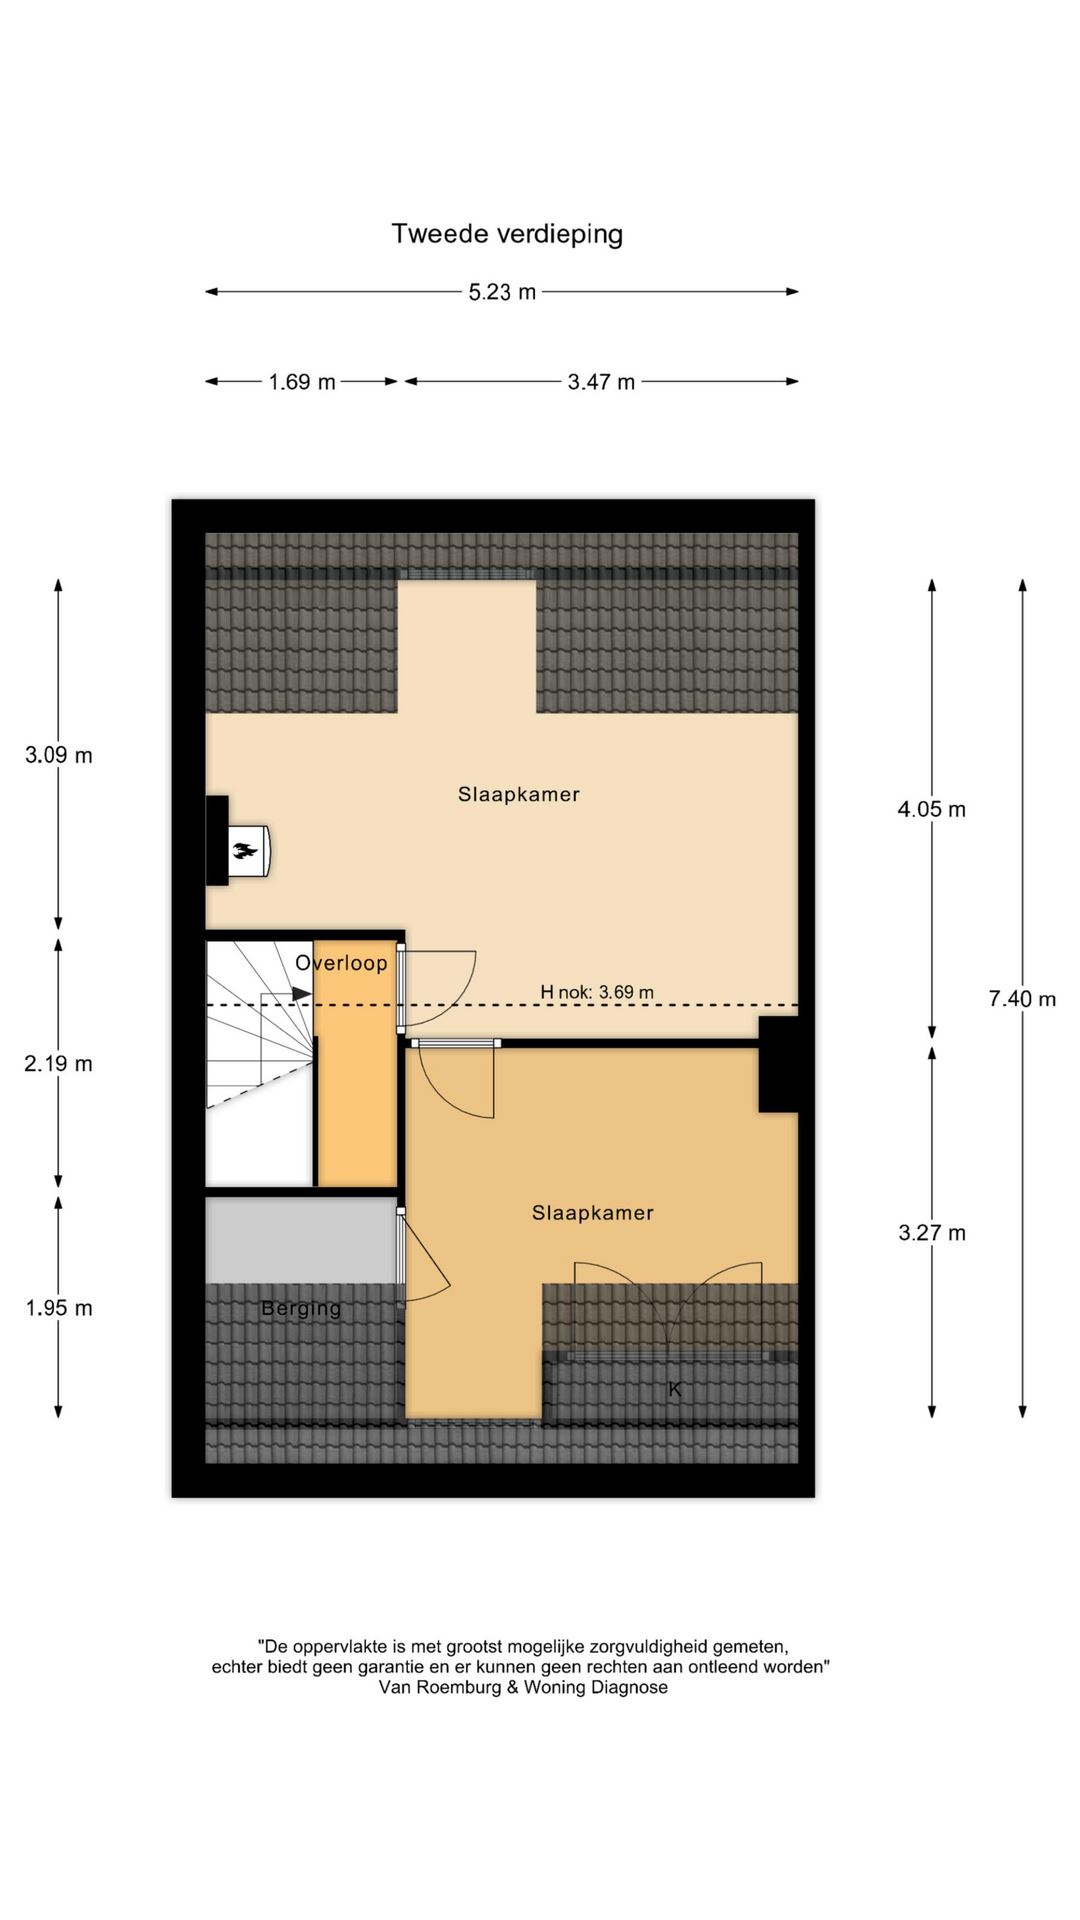 Tweede verdieping
5.23 m
1.69 m
3.47 m
3.09 m
Slaapkamer
4.05 m
Overloop
H nok: 3.69 m
7.40 m
2.19 m
Slaapkamer
3.27 m
1.95 m
Berging
K
"De oppervlakte is met grootst mogelijke zorgvuldigheid gemeten,
echter biedt geen garantie en er kunnen geen rechten aan ontleend worden"
Van Roemburg & Woning Diagnose